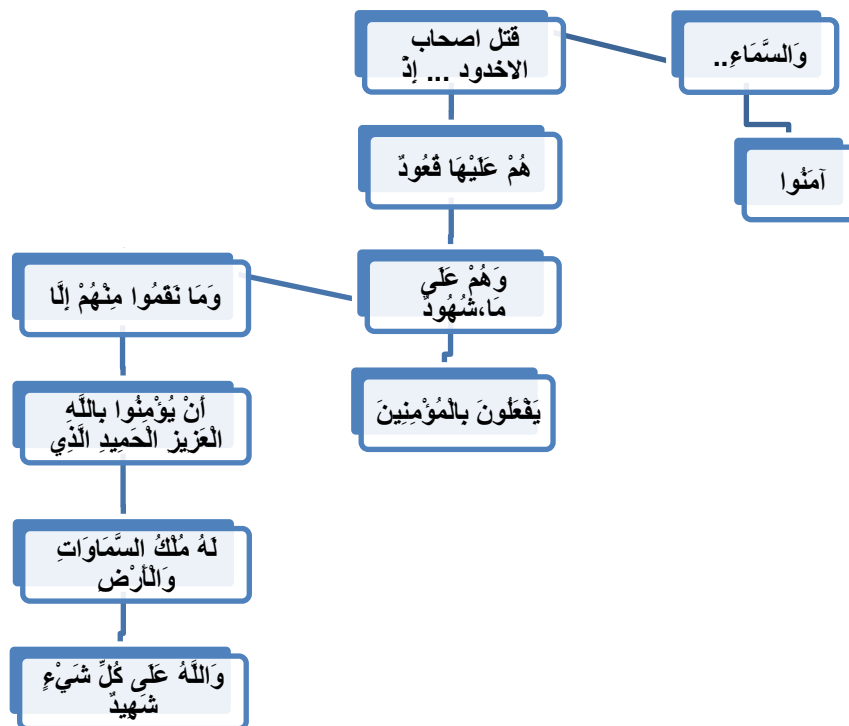 وَالسَّمَاءِ..
آمَنُوا
قتل اصحاب
الاخدود ... إِذْ
هُمْ عَلَيْهَا قُعُودٌ
وَهُمْ عَلَى
مَا،شُهُودٌ
يَفْعَلُونَ بِالْمُؤْمِنِينَ
وَمَا نَقَمُوا مِنْهُمْ إِلَّا
أَنْ يُؤْمِنُوا بِاللَّهِ
الْعَزِيزِ الْحَمِيدِ الَّذِي
لَهُ مُلْكُ السَّمَاوَاتِ
وَالْأَرْضِ
وَاللَّهُ عَلَى كُلِّ شَيْءٍ
شَهِيدٌ